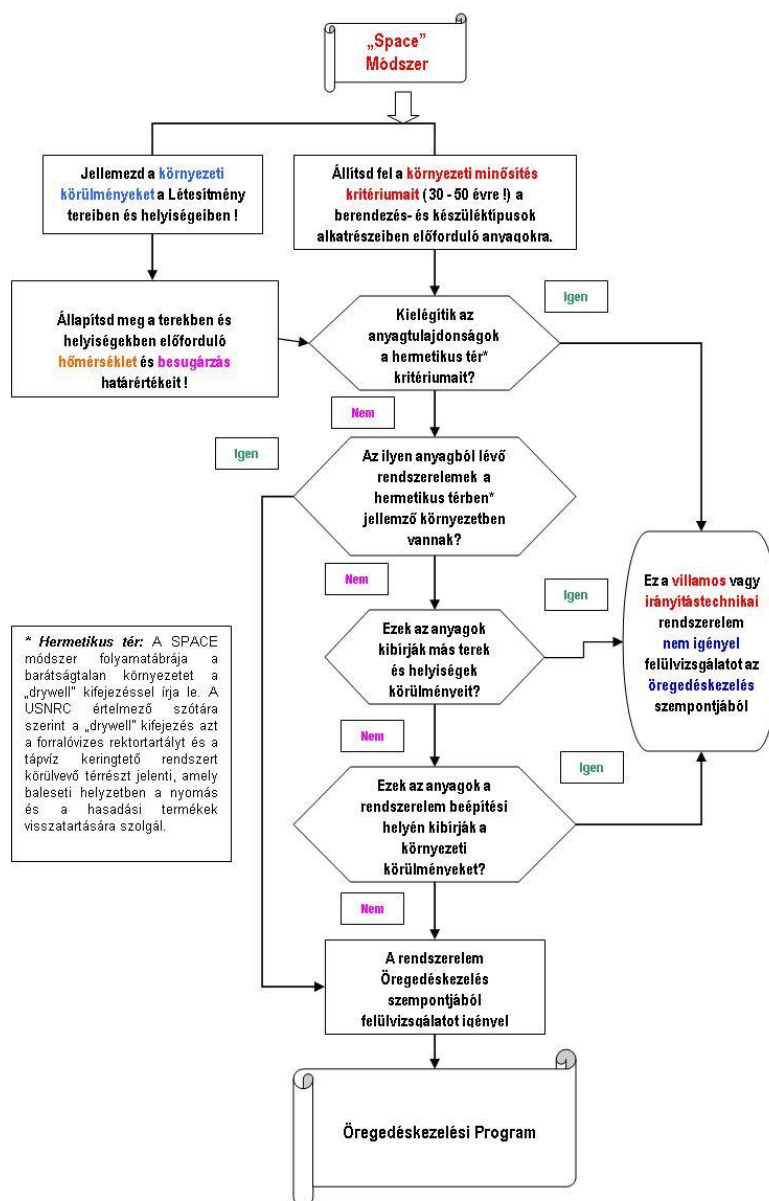 „Space”
Módszer
Jellemezd a környezeti
körülményeket a Létesítmény
tereiben és helyiségeiben !
Állítsd fel a környezeti minősítés
kritériumait (30 - 50 évre !) a
berendezés- és készüléktípusok
alkatrészeiben előforduló anyagokra.
Állapítsd meg a terekben és
helyiségekben előforduló
hőmérséklet és besugárzás
határértékeit !
Kielégítik az
anyagtulajdonságok
a hermetikus tér*
kritériumait?
Igen
Nem
Igen
Az ilyen anyagból lévő
rendszerelemek a
hermetikus térben*
jellemző környezetben
vannak?
Nem
Igen
Ezek az anyagok
kibírják más terek
és helyiségek
körülményeit?
Ez a villamos vagy
irányítástechnikai
rendszerelem
nem igényel
felülvizsgálatot az
öregedéskezelés
szempontjából
* Hermetikus tér: A SPACE
módszer folyamatábrája a
barátságtalan környezetet a
„drywell" kifejezéssel írja le. A
USNRC értelmező szótára
szerint a „drywell" kifejezés azt
a forralóvizes rektortartályt és a
tápvíz keringtető rendszert
körülvevő térrészt jelenti, amely
baleseti helyzetben a nyomás
és a hasadási termékek
visszatartására szolgál.
Nem
Igen
Ezek az anyagok a
rendszerelem beépítési
helyén kibírják a
környezeti
körülményeket?
Nem
A rendszerelem
Öregedéskezelés
szempontjából
felülvizsgálatot igényel
Öregedéskezelési Program